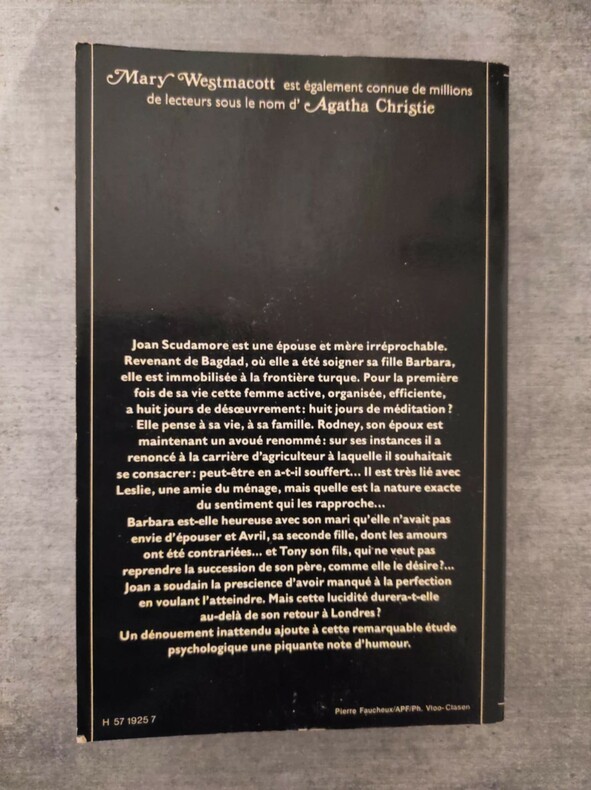 Mary Westmacott est également connue de millions
de lecteurs sous le nom d' Agatha Christie
Joan Scudamore est une épouse et mère irréprochable.
Revenant de Bagdad, où elle a été soigner sa fille Barbara,
elle est immobilisée à la frontière turque. Pour la première
fois de sa vie cette femme active, organisée, efficiente,
a huit jours de désœuvrement : huit jours de méditation ?
Elle pense à sa vie, à sa famille. Rodney, son époux est
maintenant un avoué renommé : sur ses instances il a
renoncé à la carrière d'agriculteur à laquelle il souhaitait
se consacrer : peut-être en a-t-il souffert... Il est très lié avec
Leslie, une amie du ménage, mais quelle est la nature exacte
du sentiment qui les rapproche...
Barbara est-elle heureuse avec son mari qu'elle n'avait pas
envie d'épouser et Avril, sa seconde fille, dont les amours
ont été contrariées... et Tony son fils, qui ne veut pas
reprendre la succession de son père, comme elle le désire ?...
Joan a soudain la prescience d'avoir manqué à la perfection
en voulant l'atteindre. Mais cette lucidité durera-t-elle
au-delà de son retour à Londres ?
Un dénouement inattendu ajoute à cette remarquable étude
psychologique une piquante note d'humour.
Pierre Faucheux/APF/Ph. Vloo-Clasen
H 57 1925 7